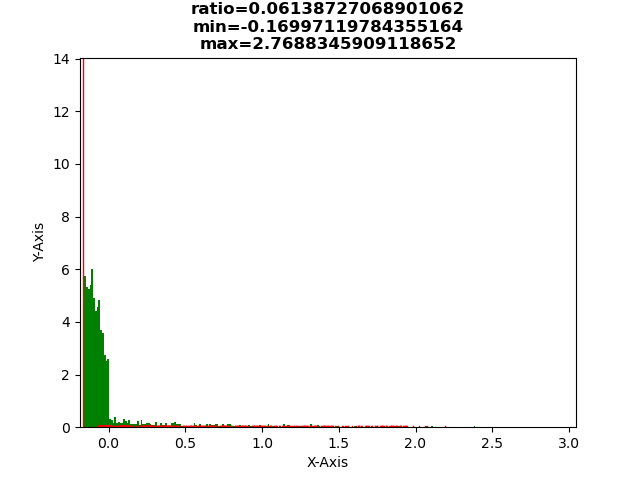 ratio=0.06138727068901062
min=-0.16997119784355164
max=2.7688345909118652
14
12
10
8
6
4
2
0
Y-Axis
0.0 0.5 1.0 1.5 2.0 2.5 3.0
X-Axis